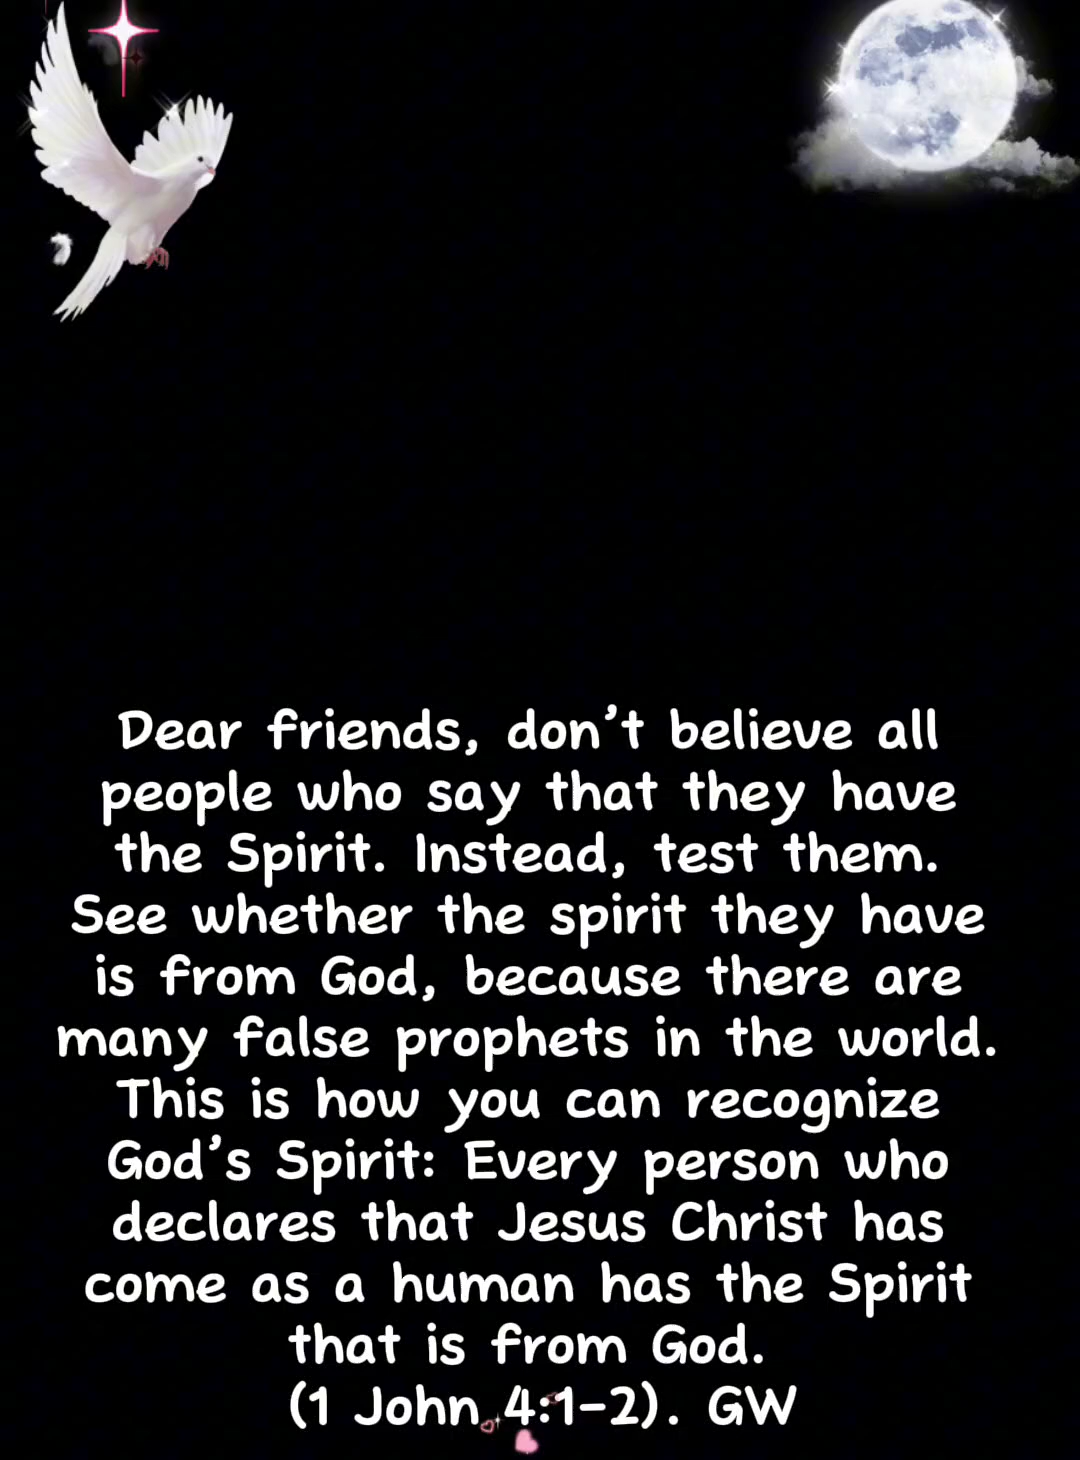 Dear friends, don’t believe all
people who say that they have
the Spirit. Instead, test them.
See whether the spirit they have
is from God, because there are
many false prophets in the world.
This is how you can recognize
God’s Spirit: Every person who
declares that Jesus Christ has
come as a human has the Spirit
that is from God.
(1 John 4:1-2). GW